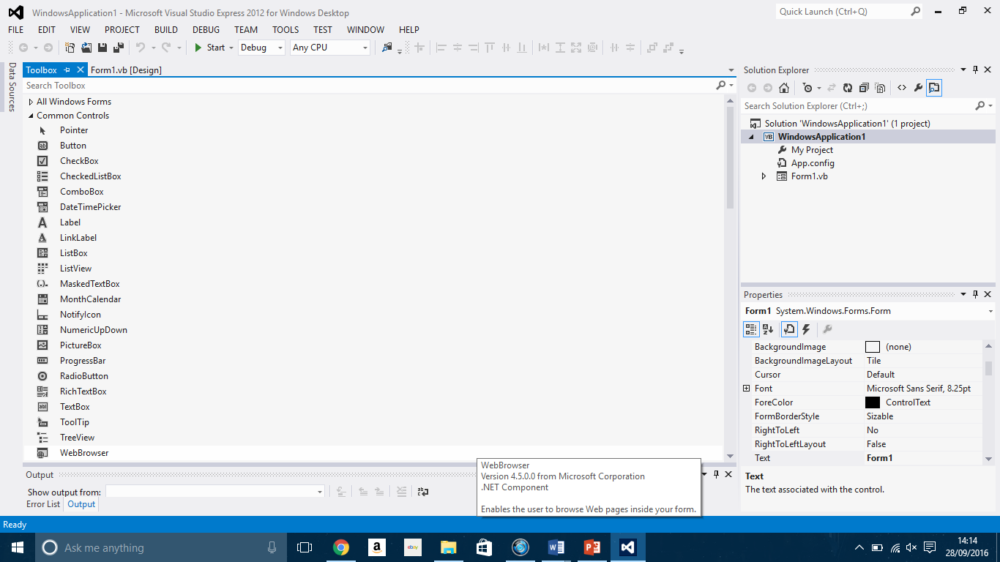 WindowsApplication1 - Microsoft Visual Studio Express 2012 for Windows Desktop
Quick Launch (Ctrl+Q)
FILE EDIT VIEW PROJECT BUILD DEBUG TEAM TOOLS TEST WINDOW HELP
Start Debug Any CPU
Data Sources
Toolbox Form1.vb [Design]
Search Toolbox
All Windows Forms
Common Controls
Pointer
Button
CheckBox
CheckedListBox
ComboBox
DateTimePicker
Label
LinkLabel
ListBox
ListView
MaskedTextBox
MonthCalendar
NotifyIcon
NumericUpDown
PictureBox
ProgressBar
RadioButton
RichTextBox
TextBox
ToolTip
TreeView
WebBrowser
Solution Explorer
Search Solution Explorer (Ctrl+;)
Solution 'WindowsApplication1' (1 project)
WindowsApplication1
My Project
App.config
Form1.vb
Properties
Form1 System.Windows.Forms.Form
BackgroundImage (none)
BackgroundImageLayout Tile
Cursor Default
Font Microsoft Sans Serif, 8.25pt
ForeColor ControlText
FormBorderStyle Sizable
RightToLeft No
RightToLeftLayout False
Text Form1
Text
The text associated with the control.
Output
Show output from:
Error List Output
WebBrowser
Version 4.5.0.0 from Microsoft Corporation
.NET Component
Enables the user to browse Web pages inside your form.
Ready
Ask me anything
14:14
28/09/2016